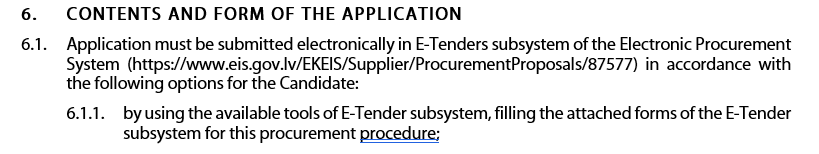 6. CONTENTS AND FORM OF THE APPLICATION
6.1. Application must be submitted electronically in E-Tenders subsystem of the Electronic Procurement
System (https://www.eis.gov.lv/EKEIS/Supplier/ProcurementProposals/87577) in accordance with
the following options for the Candidate:
6.1.1. by using the available tools of E-Tender subsystem, filling the attached forms of the E-Tender
subsystem for this procurement procedure;